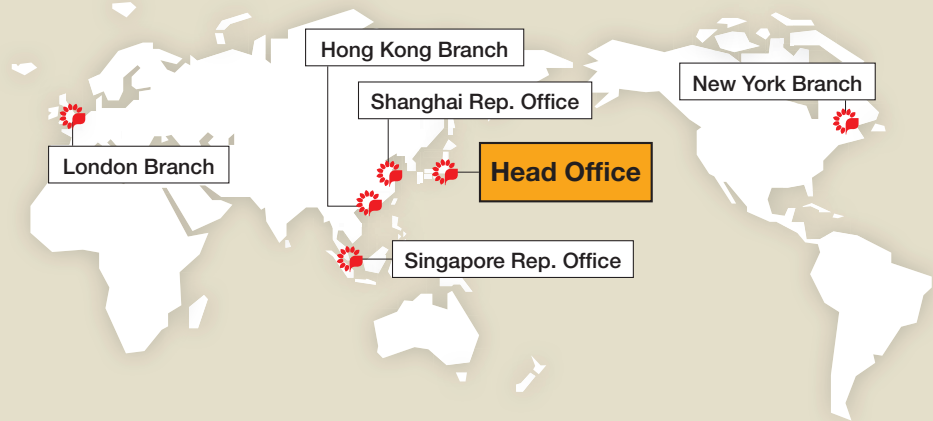 Hong Kong Branch
New York Branch
Shanghai Rep. Office
London Branch
Head Office
Singapore Rep. Office